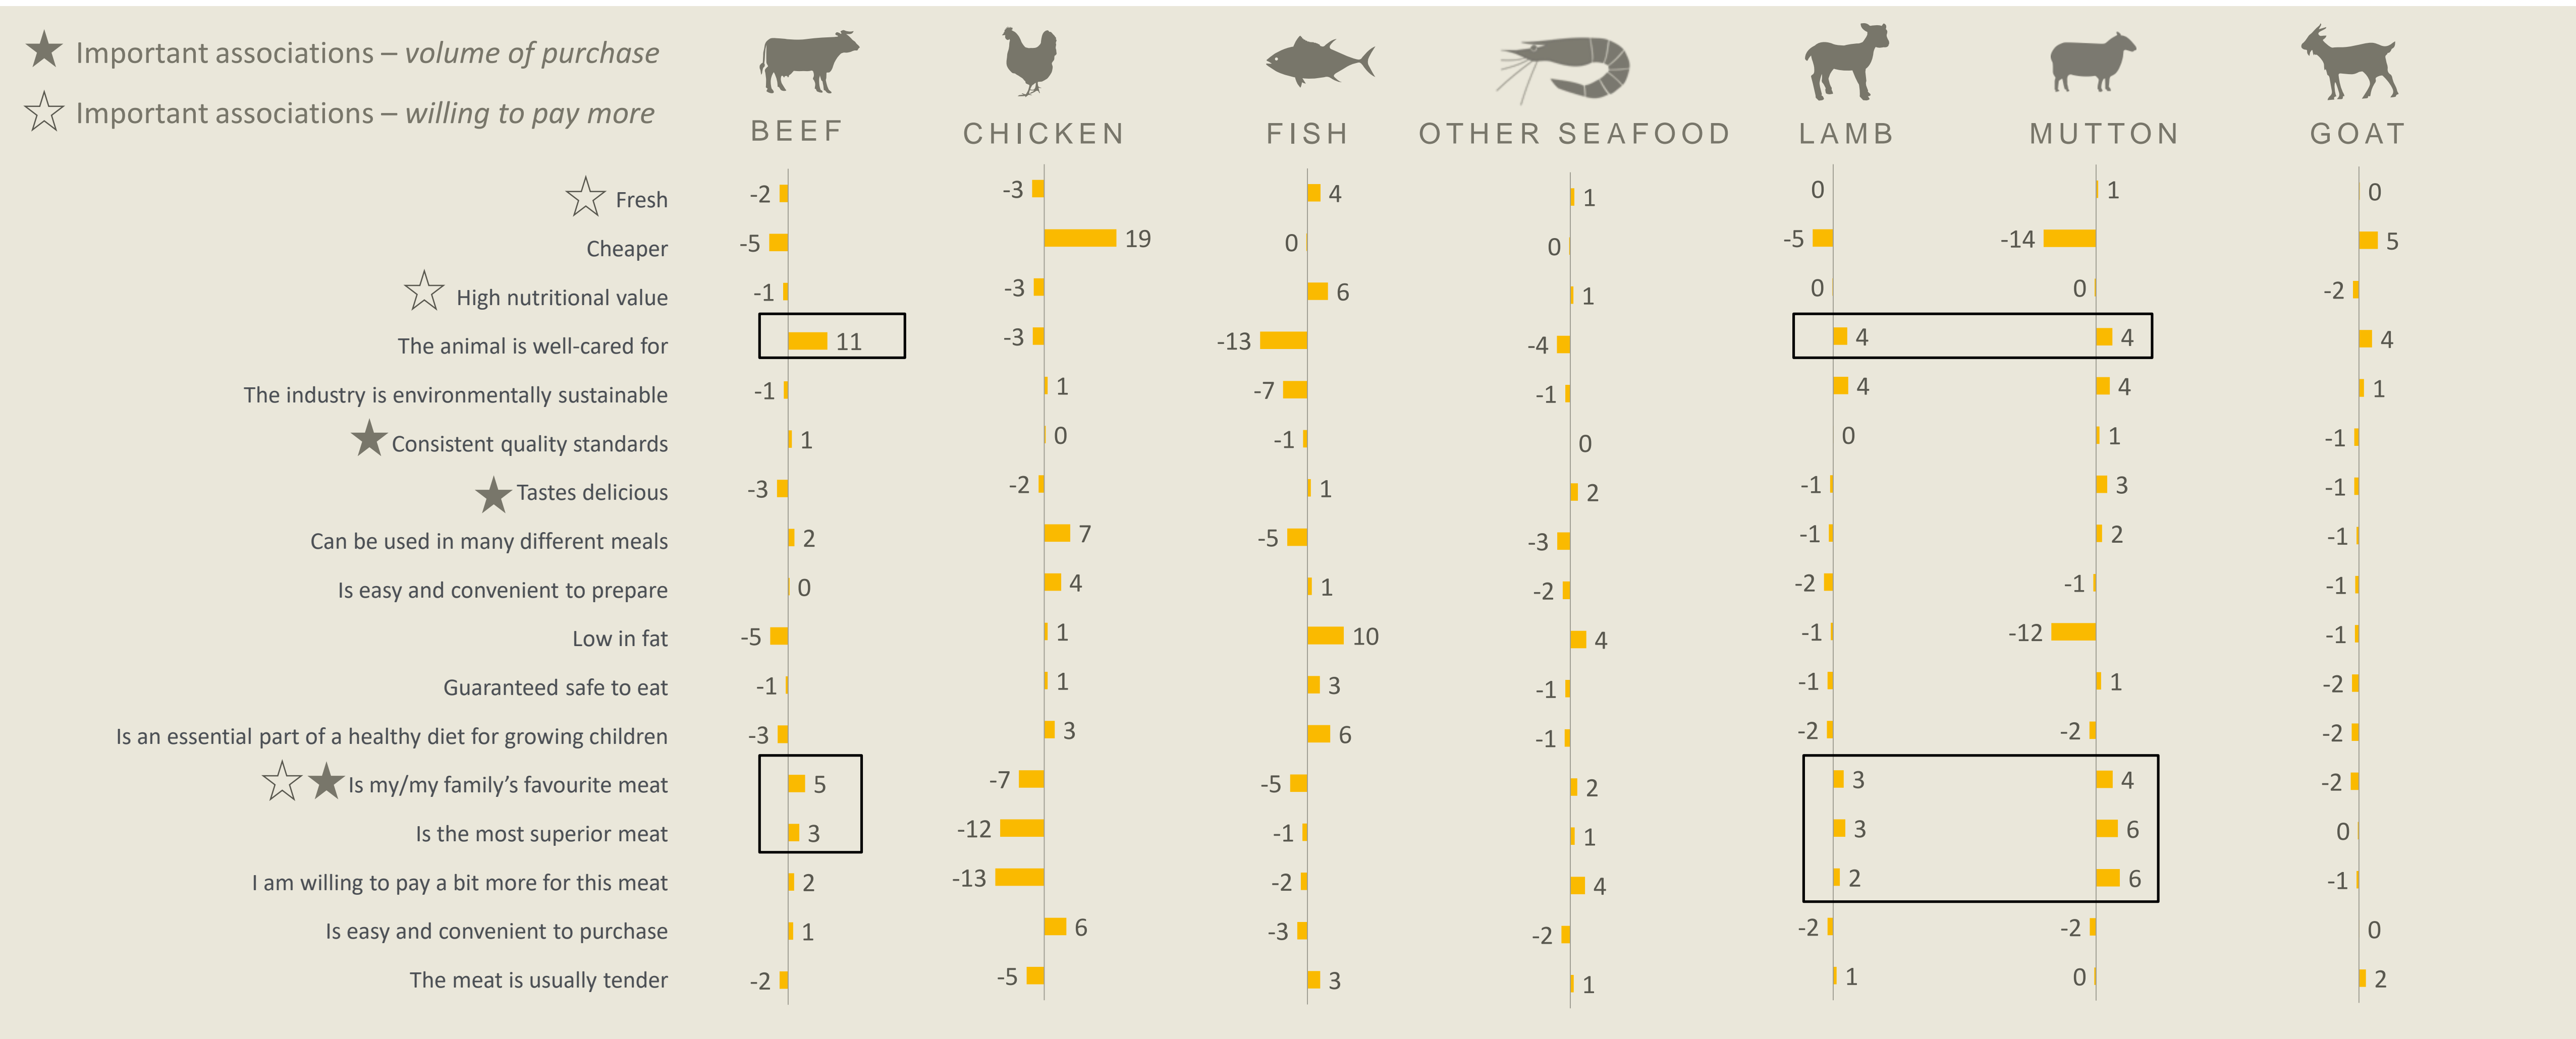 Important associations – volume of purchase
Important associations – willing to pay more
BEEF CHICKEN FISH OTHER SEAFOOD LAMB MUTTON GOAT
Fresh -2 -3 4 1 0 1 0
Cheaper -5 19 0 0 -5 -14 5
High nutritional value -1 -3 6 1 0 0 -2
The animal is well-cared for 11 -3 -13 -4 4 4 4
The industry is environmentally sustainable -1 1 -7 -1 4 4 1
Consistent quality standards 1 0 -1 0 0 1 -1
Tastes delicious -3 -2 1 2 -1 3 -1
Can be used in many different meals 2 7 -5 -3 -1 2 -1
Is easy and convenient to prepare 0 4 1 -2 -2 -1 -1
Low in fat -5 1 10 4 -1 -12 -1
Guaranteed safe to eat -1 1 3 -1 -1 1 -2
Is an essential part of a healthy diet for growing children -3 3 6 -1 -2 -2 -2
Is my/my family’s favourite meat 5 -7 -5 2 3 4 -2
Is the most superior meat 3 -12 -1 1 3 6 0
I am willing to pay a bit more for this meat 2 -13 -2 4 2 6 -1
Is easy and convenient to purchase 1 6 -3 -2 -2 -2 0
The meat is usually tender -2 -5 3 1 1 0 2